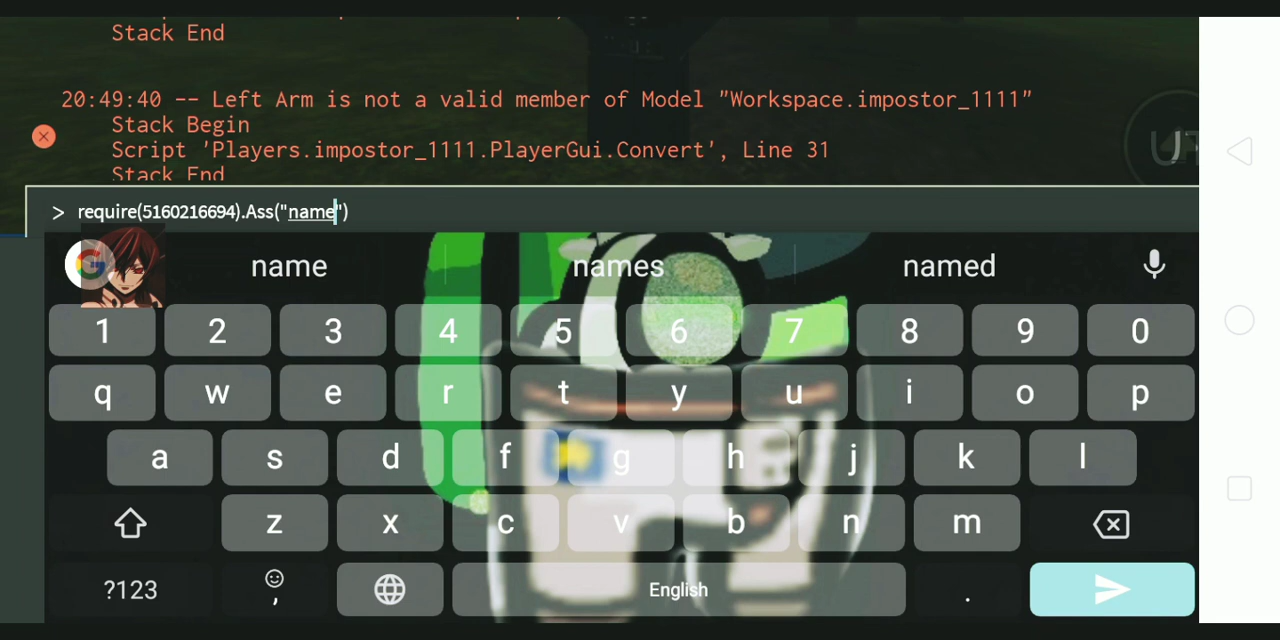 Stack End
20:49:40 -- Left Arm is not a valid member of Model "Workspace.impostor_1111"
Stack Begin
Script 'Players.impostor_1111.PlayerGui.Convert', Line 31
Stack End
> require(5160216694).Ass("name")
name names named
1 2 3 4 5 6 7 8 9 0
q w e r t y u i o p
a s d f g h j k l
z x c v b n m
?123 , English .